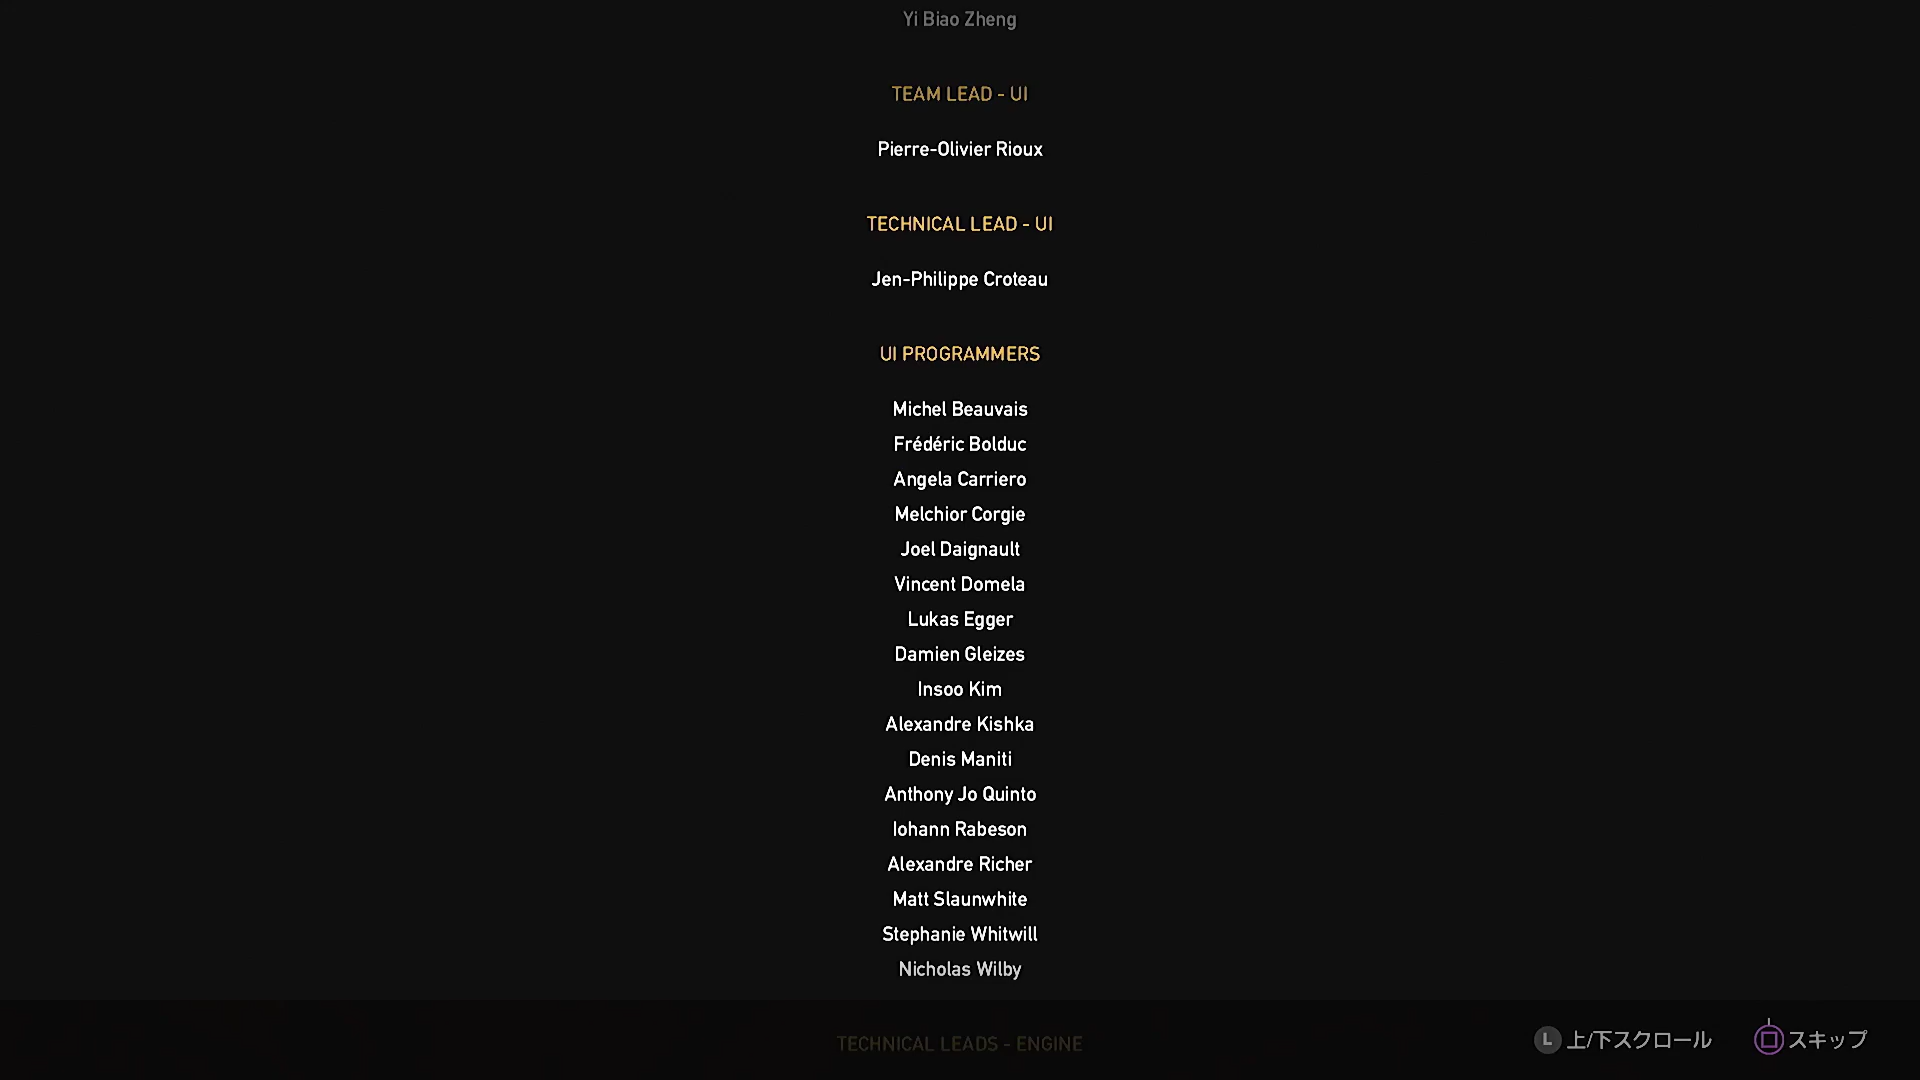 Yi Biao Zheng
TEAM LEAD - UI
Pierre-Olivier Rioux
TECHNICAL LEAD - UI
Jen-Philippe Croteau
UI PROGRAMMERS
Michel Beauvais
Frédéric Bolduc
Angela Carriero
Melchior Corgie
Joel Daignault
Vincent Domela
Lukas Egger
Damien Gleizes
Insoo Kim
Alexandre Kishka
Denis Maniti
Anthony Jo Quinto
Iohann Rabeson
Alexandre Richer
Matt Slaunwhite
Stephanie Whitwill
Nicholas Wilby
TECHNICAL LEADS - ENGINE
L 上/下スクロール スキップ